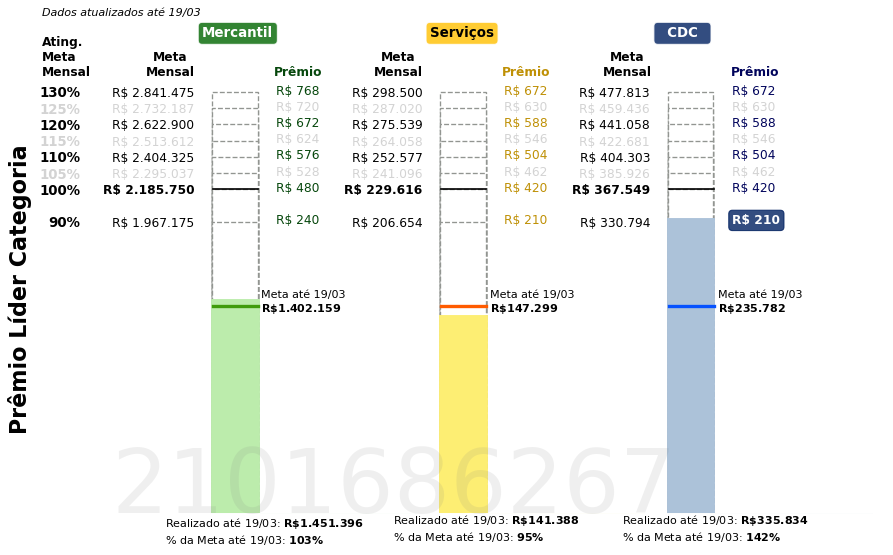 Dados atualizados até 19/03
Mercantil Serviços CDC
Ating.
Meta Meta Meta Meta
Mensal Mensal Prêmio Mensal Prêmio Mensal Prêmio
130% R$ 2.841.475 R$ 768 R$ 298.500 R$ 672 R$ 477.813 R$ 672
125% R$ 2.732.187 R$ 720 R$ 287.020 R$ 630 R$ 459.436 R$ 630
120% R$ 2.622.900 R$ 672 R$ 275.539 R$ 588 R$ 441.058 R$ 588
115% R$ 2.513.612 R$ 624 R$ 264.058 R$ 546 R$ 422.681 R$ 546
110% R$ 2.404.325 R$ 576 R$ 252.577 R$ 504 R$ 404.303 R$ 504
105% R$ 2.295.037 R$ 528 R$ 241.096 R$ 462 R$ 385.926 R$ 462
100% R$ 2.185.750 R$ 480 R$ 229.616 R$ 420 R$ 367.549 R$ 420
90% R$ 1.967.175 R$ 240 R$ 206.654 R$ 210 R$ 330.794 R$ 210
Prêmio Líder Categoria
Meta até 19/03 Meta até 19/03 Meta até 19/03
R$1.402.159 R$147.299 R$235.782
2101686267
Realizado até 19/03: R$1.451.396 Realizado até 19/03: R$141.388 Realizado até 19/03: R$335.834
% da Meta até 19/03: 103% % da Meta até 19/03: 95% % da Meta até 19/03: 142%